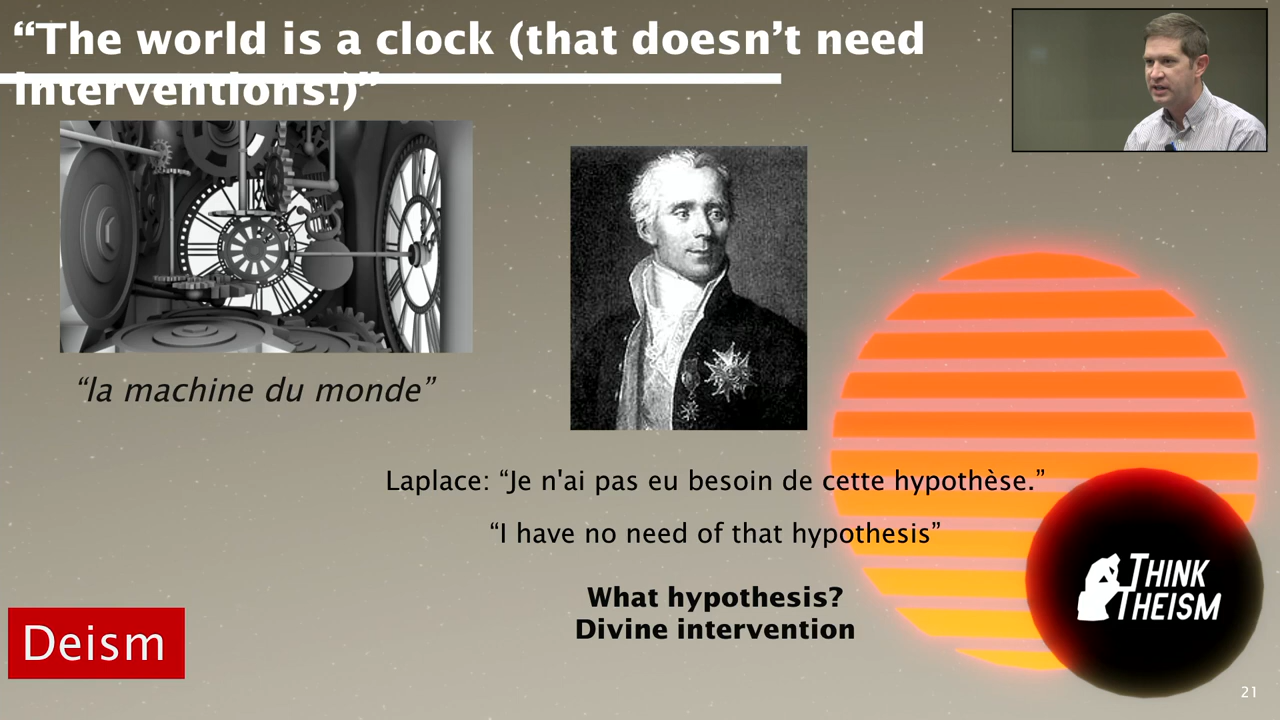 “The world is a clock (that doesn’t need
interventions!)”
“la machine du monde”
Laplace: “Je n'ai pas eu besoin de cette hypothèse.”
“I have no need of that hypothesis”
What hypothesis?
Divine intervention
Deism
THINK
THEISM
21